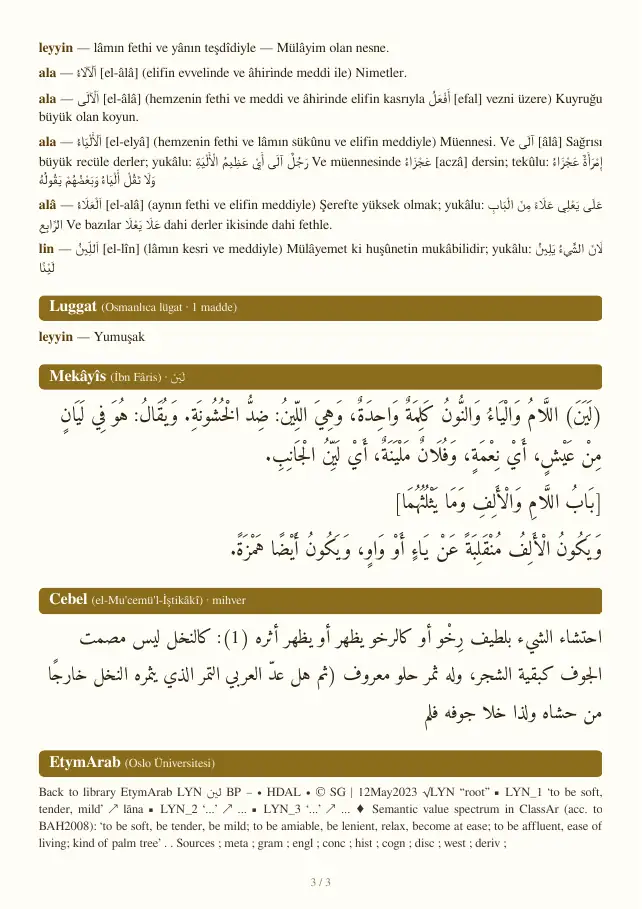 leyyin — lâmın fethi ve yânın teşdîdiyle — Mülâyim olan nesne.
ala — اَلْآلَاءُ [el-âlâ] (elifin evvelinde ve âhirinde meddi ile) Nimetler.
ala — اَلْآلَى [el-âlâ] (hemzenin fethi ve meddi ve âhirinde elifin kasrıyla أَفْعَلُ [efal] vezni üzere) Kuyruğu
büyük olan koyun.
ala — اَلْأَلْيَاءُ [el-elyâ] (hemzenin fethi ve lâmın sükûnu ve elifin meddiyle) Müennesi. Ve آلَى [âlâ] Sağrısı
büyük recüle derler; yukâlu: رَجُلٌ آلَى أَيْ عَظِيمُ الْأَلْيَةِ Ve müennesinde عَجْزَاءُ [aczâ] dersin; tekûlu: إِمْرَأَةٌ عَجْزَاءُ
وَلَا تَقُلْ أَلْيَاءُ وَبَعْضُهُمْ يَقُولُهُ
alâ — اَلْعَلَاءُ [el-alâ] (aynın fethi ve elifin meddiyle) Şerefte yüksek olmak; yukâlu: عَلَى يَعْلِى عَلَاءً مِنَ الْبَابِ
الرَّابِعِ Ve bazılar عَلَا يَعْلَا dahi derler ikisinde dahi fethle.
lin — اَللِّينُ [el-lîn] (lâmın kesri ve meddiyle) Mülâyemet ki huşûnetin mukâbilidir; yukâlu: لَانَ الشَّيْءُ يَلِينُ
لَيْنًا
Luggat (Osmanlıca lügat · 1 madde)
leyyin — Yumuşak
Mekâyîs (İbn Fâris) · لَيَنَ
(لَيَنَ) اللَّامُ وَالْيَاءُ وَالنُّونُ كَلِمَةٌ وَاحِدَةٌ، وَهِيَ اللِّينُ: ضِدُّ الْخُشُونَةِ. وَيُقَالُ: هُوَ فِي لَيَانٍ
مِنْ عَيْشٍ، أَيْ نِعْمَةٍ، وَفُلَانٌ مَلْيَنَةٌ، أَيْ لَيِّنُ الْجَانِبِ.
[بَابُ اللَّامِ وَالْأَلِفِ وَمَا يَثْلُثُهُمَا]
وَيَكُونُ الْأَلِفُ مُنْقَلِبَةً عَنْ يَاءٍ أَوْ وَاوٍ، وَيَكُونُ أَيْضًا هَمْزَةً.
Cebel (el-Mu'cemü'l-İştikâkî) · mihver
احتشاء الشيء بلطيف رِخْو أو كالرخو يظهر أو يظهر أثره (1): كالنخل ليس مصمت
الجوف كبقية الشجر، وله ثمر حلو معروف (ثم هل عدّ العربي التمر الذي يثمره النخل خارجًا
من حشاه ولذا خلا جوفه فلم
EtymArab (Oslo Üniversitesi)
Back to library EtymArab LYN لين BP – • HDAL • © SG | 12May2023 √LYN “root” ▪ LYN_1 ‘to be soft,
tender, mild’ ↗ lāna ▪ LYN_2 ‘...’ ↗ ... ▪ LYN_3 ‘...’ ↗ ... ♦ Semantic value spectrum in ClassAr (acc. to
BAH2008): ‘to be soft, be tender, be mild; to be amiable, be lenient, relax, become at ease; to be affluent, ease of
living; kind of palm tree’ . . Sources ; meta ; gram ; engl ; conc ; hist ; cogn ; disc ; west ; deriv ;
3 / 3